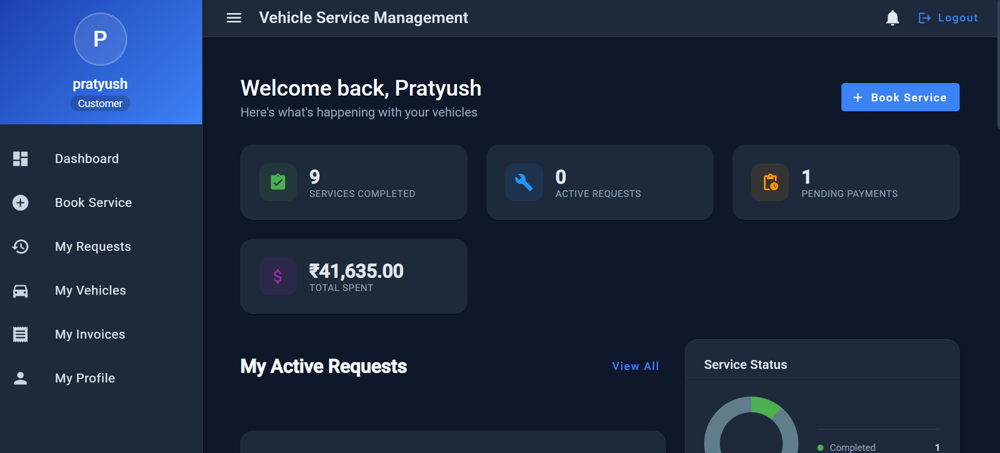 P
pratyush
Customer
Dashboard
Book Service
My Requests
My Vehicles
My Invoices
My Profile
Vehicle Service Management
Logout
Welcome back, Pratyush
Here's what's happening with your vehicles
Book Service
9
SERVICES COMPLETED
0
ACTIVE REQUESTS
1
PENDING PAYMENTS
$
₹41,635.00
TOTAL SPENT
My Active Requests
View All
Service Status
Completed 1